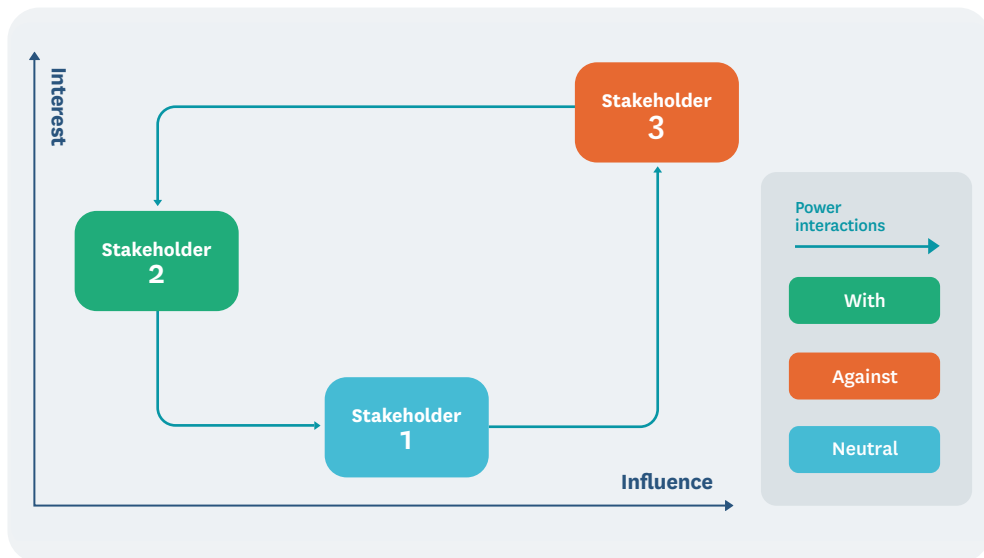 Interest
Stakeholder
3
Stakeholder
2
Stakeholder
1
Influence
Power
interactions
With
Against
Neutral